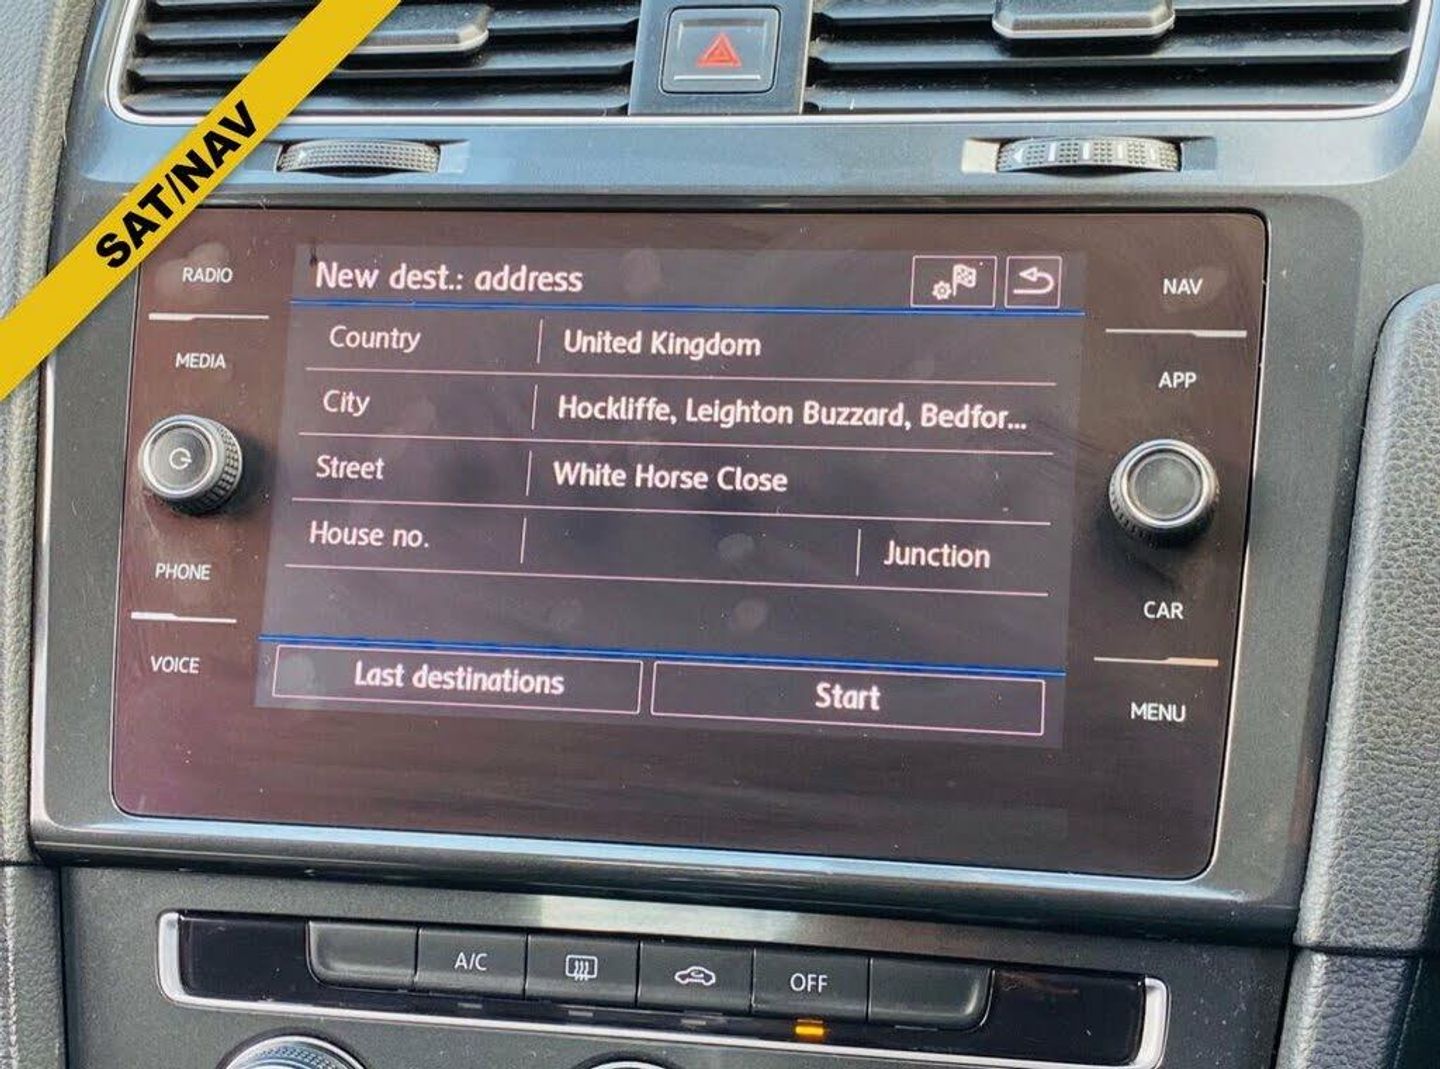 SAT/NAV
RADIO
MEDIA
PHONE
VOICE
New dest.: address
Country United Kingdom
City Hockliffe, Leighton Buzzard, Bedfor...
Street White Horse Close
House no. Junction
Last destinations Start
NAV
APP
CAR
MENU
A/C OFF